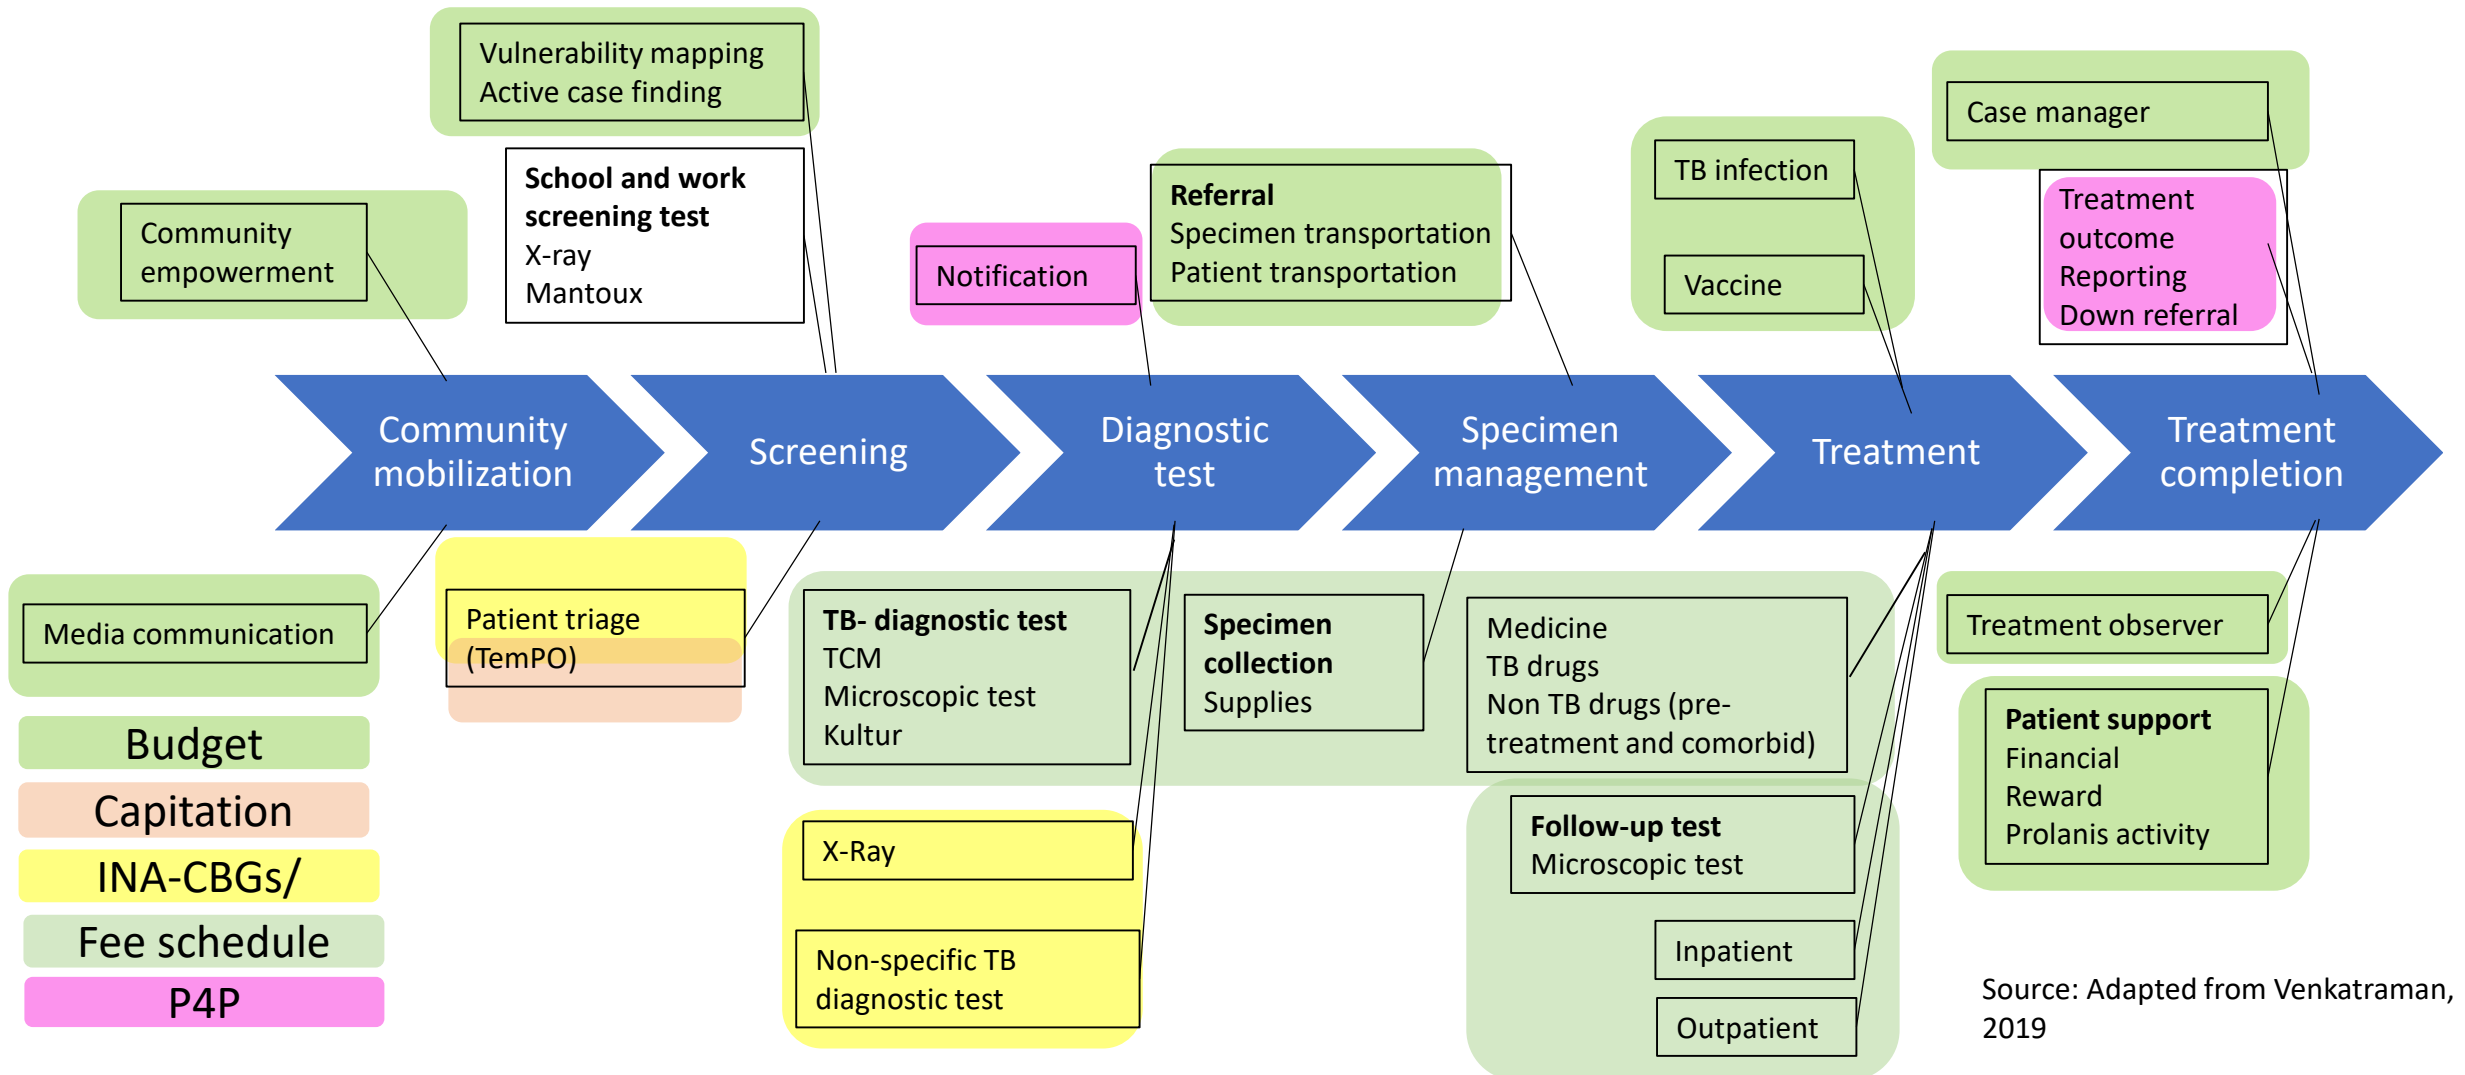 Vulnerability mapping
Active case finding
Case manager
School and work
screening test
X-ray
Mantoux
Community
empowerment
Notification
Referral
Specimen transportation
Patient transportation
TB infection
Vaccine
Treatment
outcome
Reporting
Down referral
Community
mobilization
Screening
Diagnostic
test
Specimen
management
Treatment
Treatment
completion
Media communication
Patient triage
(TemPO)
TB- diagnostic test
TCM
Microscopic test
Kultur
Specimen
collection
Supplies
Medicine
TB drugs
Non TB drugs (pre-
treatment and comorbid)
Treatment observer
Patient support
Financial
Reward
Prolanis activity
X-Ray
Non-specific TB
diagnostic test
Follow-up test
Microscopic test
Inpatient
Outpatient
Budget
Capitation
INA-CBGs/
Fee schedule
P4P
Source: Adapted from Venkatraman,
2019